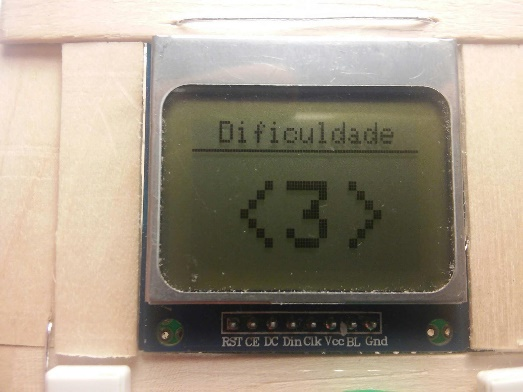 Dificuldade
<3>
RST CE DC Din Clk Vcc BL Gnd